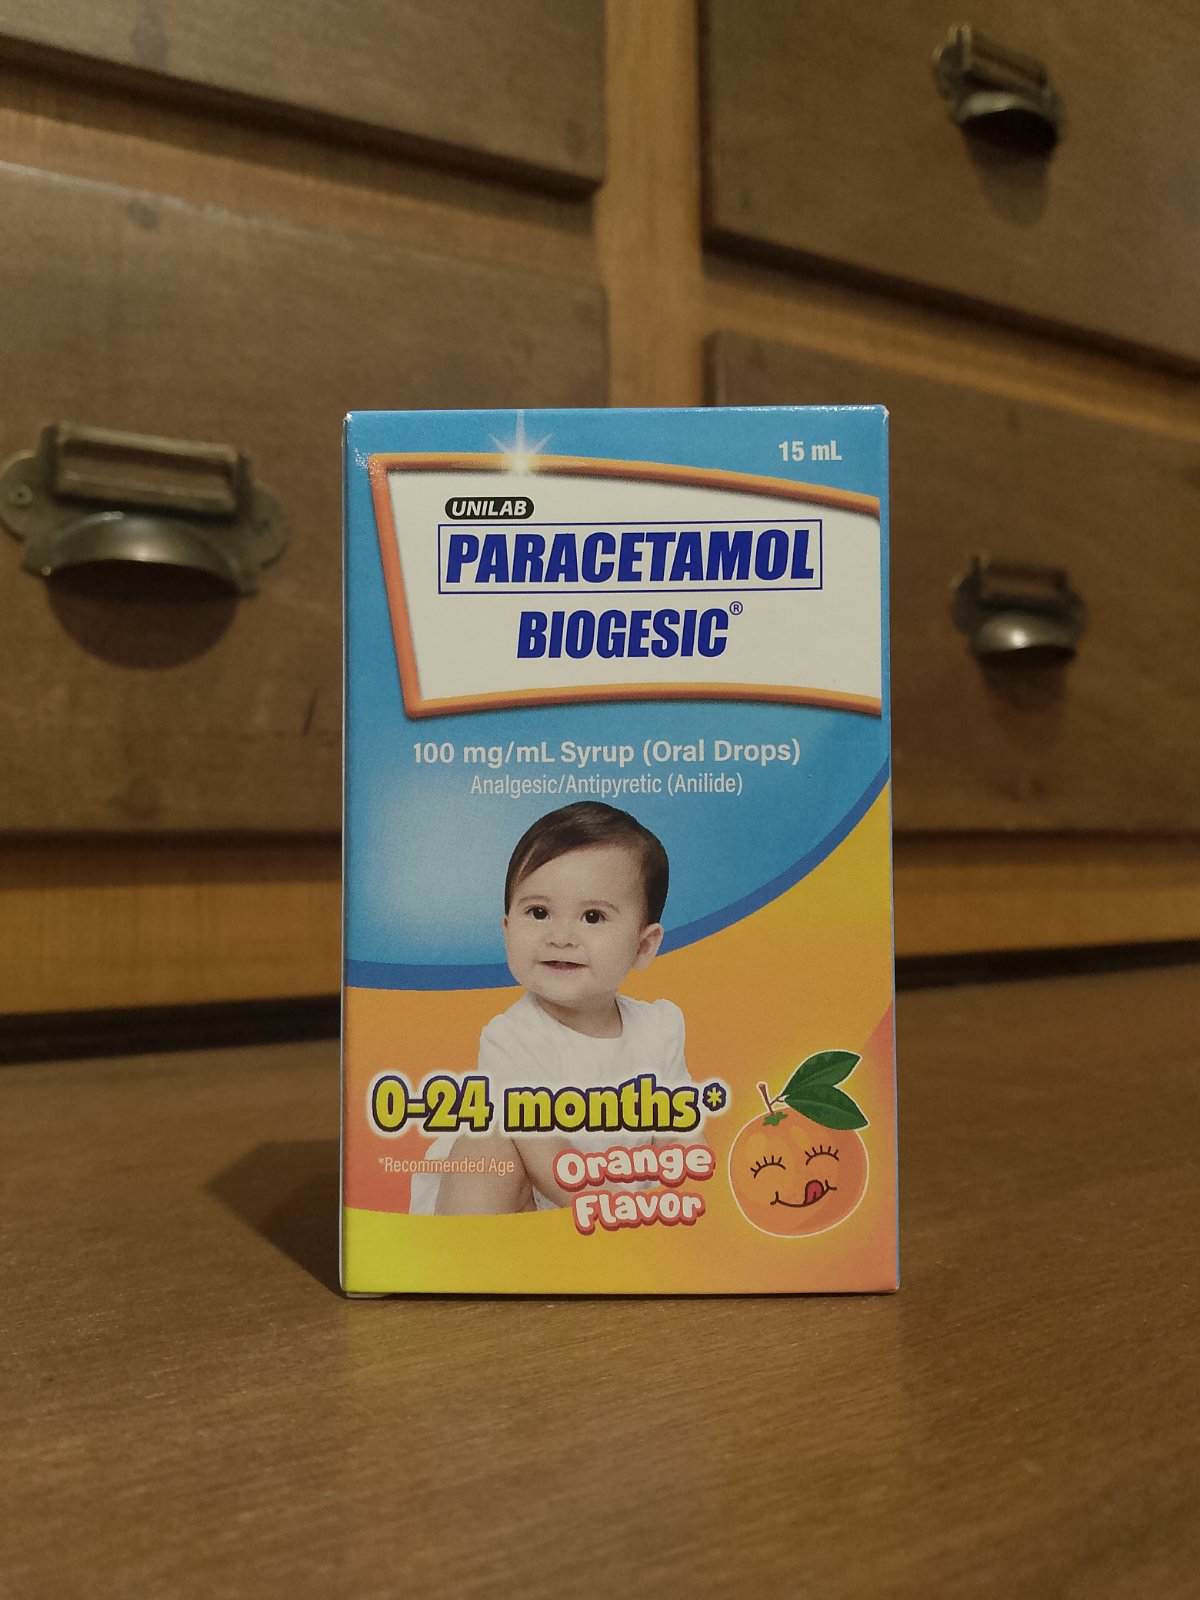 15 mL
UNILAB
PARACETAMOL
BIOGESIC®
100 mg/mL Syrup (Oral Drops)
Analgesic/Antipyretic (Anilide)
0-24 months*
*Recommended Age
Orange
Flavor